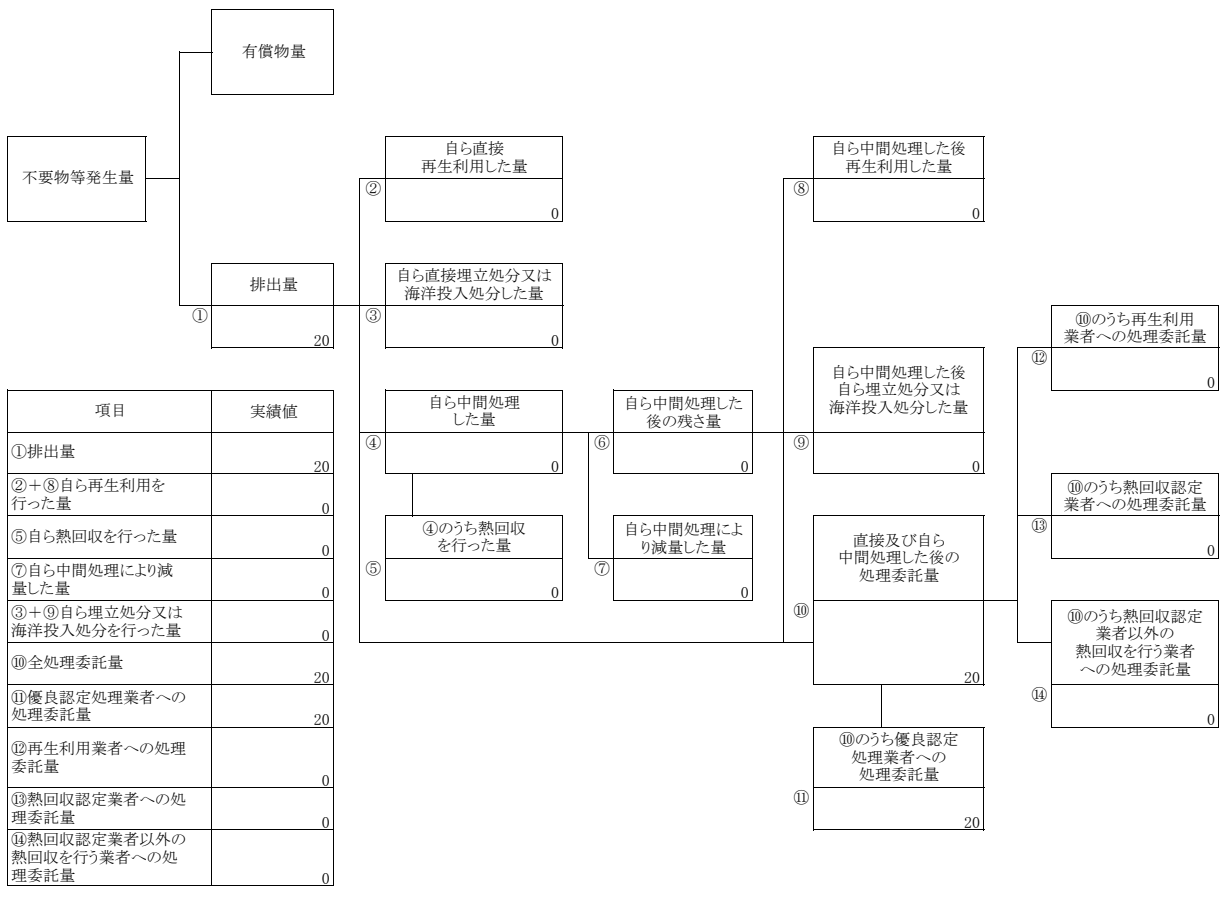 有償物量
不要物等発生量
排出量
①
20
自ら直接
再生利用した量
②
0
自ら直接埋立処分又は
海洋投入処分した量
③
0
自ら中間処理
した量
④
0
④のうち熱回収
を行った量
⑤
0
自ら中間処理した
後の残さ量
⑥
0
自ら中間処理によ
り減量した量
⑦
0
自ら中間処理した後
再生利用した量
⑧
0
自ら中間処理した後
自ら埋立処分又は
海洋投入処分した量
⑨
0
直接及び自ら
中間処理した後の
処理委託量
⑩
20
⑩のうち優良認定
処理業者への
処理委託量
⑪
20
⑩のうち再生利用
業者への処理委託量
⑫
0
⑩のうち熱回収認定
業者への処理委託量
⑬
0
⑩のうち熱回収認定
業者以外の
熱回収を行う業者
への処理委託量
⑭
0
項目 実績値
①排出量
20
②+⑧自ら再生利用を
行った量
0
⑤自ら熱回収を行った量
0
⑦自ら中間処理により減
量した量
0
③+⑨自ら埋立処分又は
海洋投入処分を行った量
0
⑩全処理委託量
20
⑪優良認定処理業者への
処理委託量
20
⑫再生利用業者への処理
委託量
0
⑬熱回収認定業者への処
理委託量
0
⑭熱回収認定業者以外の
熱回収を行う業者への処
理委託量
0